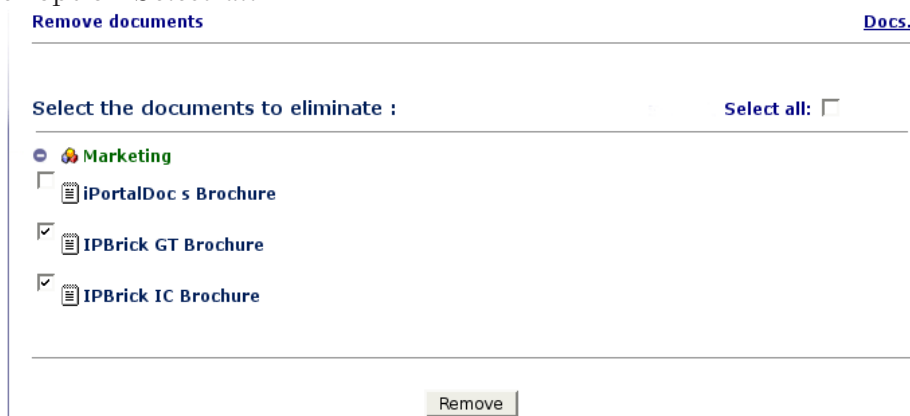 Remove documents Docs.
Select the documents to eliminate : Select all:
Marketing
iPortalDoc s Brochure
IPBrick GT Brochure
IPBrick IC Brochure
Remove